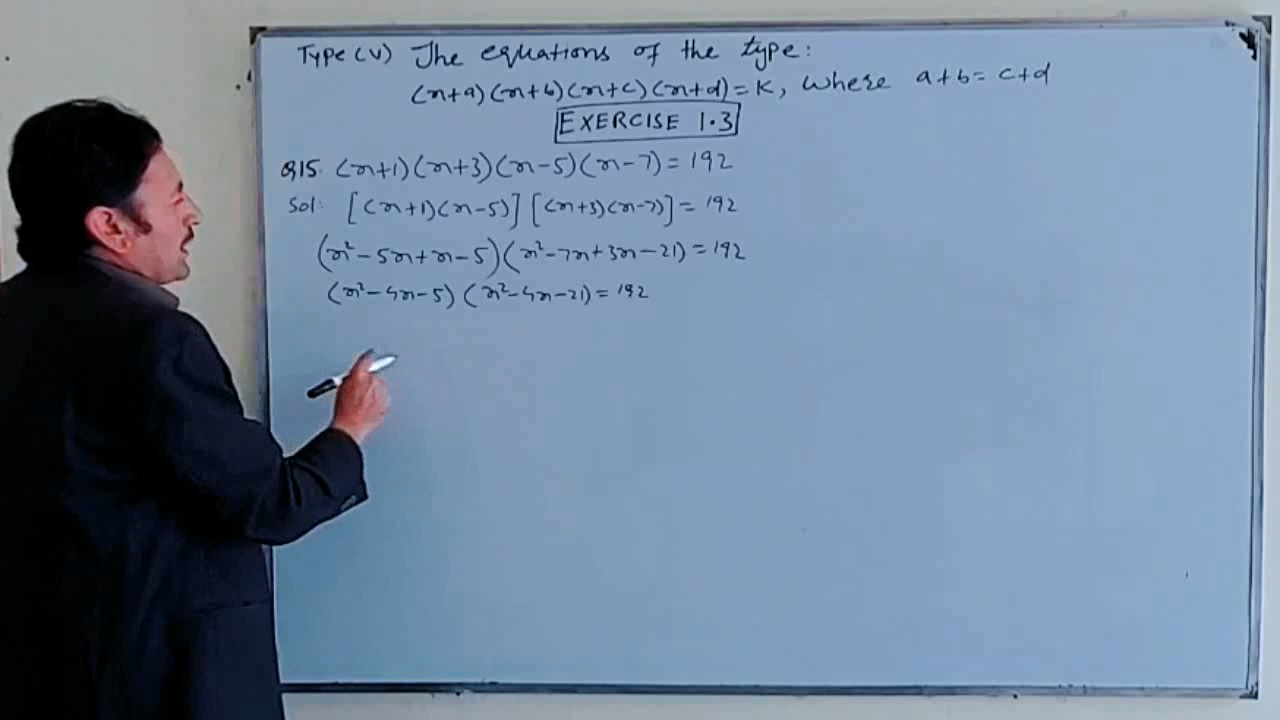 Type (V) The equations of the type:
(x+a)(x+b)(x+c)(x+d)=K, where a+b=c+d
EXERCISE 1.3
Q15. (x+1)(x+3)(x-5)(x-7)=192
Sol: [(x+1)(x-5)][(x+3)(x-7)]=192
(x²-5x+x-5)(x²-7x+3x-21)=192
(x²-4x-5)(x²-4x-21)=192